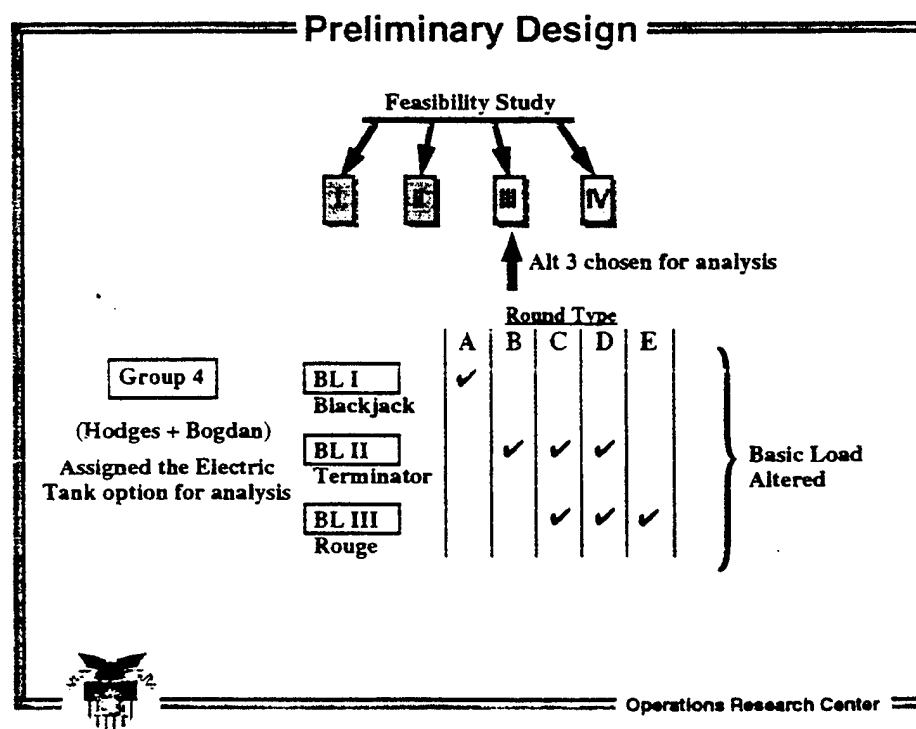 Preliminary Design
Feasibility Study
I II III IV
Alt 3 chosen for analysis
Round Type
A B C D E
Group 4
(Hodges + Bogdan)
Assigned the Electric
Tank option for analysis
BL I ✓
Blackjack
BL II ✓ ✓ ✓
Terminator
BL III ✓ ✓ ✓
Rouge
Basic Load
Altered
Operations Research Center